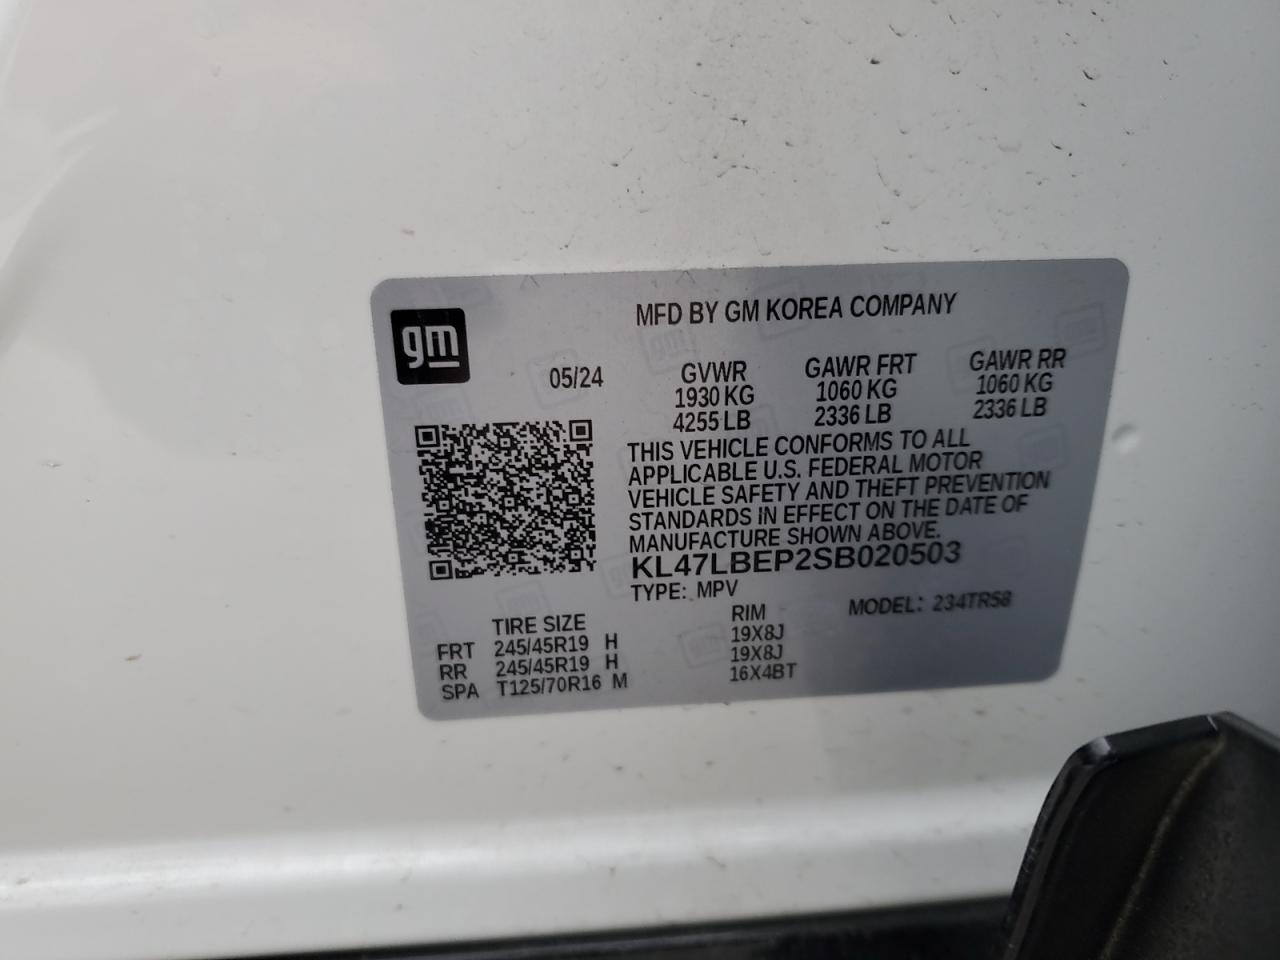 gm
MFD BY GM KOREA COMPANY
05/24
GVWR GAWR FRT GAWR RR
1930 KG 1060 KG 1060 KG
4255 LB 2336 LB 2336 LB
THIS VEHICLE CONFORMS TO ALL
APPLICABLE U.S. FEDERAL MOTOR
VEHICLE SAFETY AND THEFT PREVENTION
STANDARDS IN EFFECT ON THE DATE OF
MANUFACTURE SHOWN ABOVE.
KL47LBEP2SB020503
TYPE: MPV MODEL: 234TR58
TIRE SIZE RIM
FRT 245/45R19 H 19X8J
RR 245/45R19 H 19X8J
SPA T125/70R16 M 16X4BT